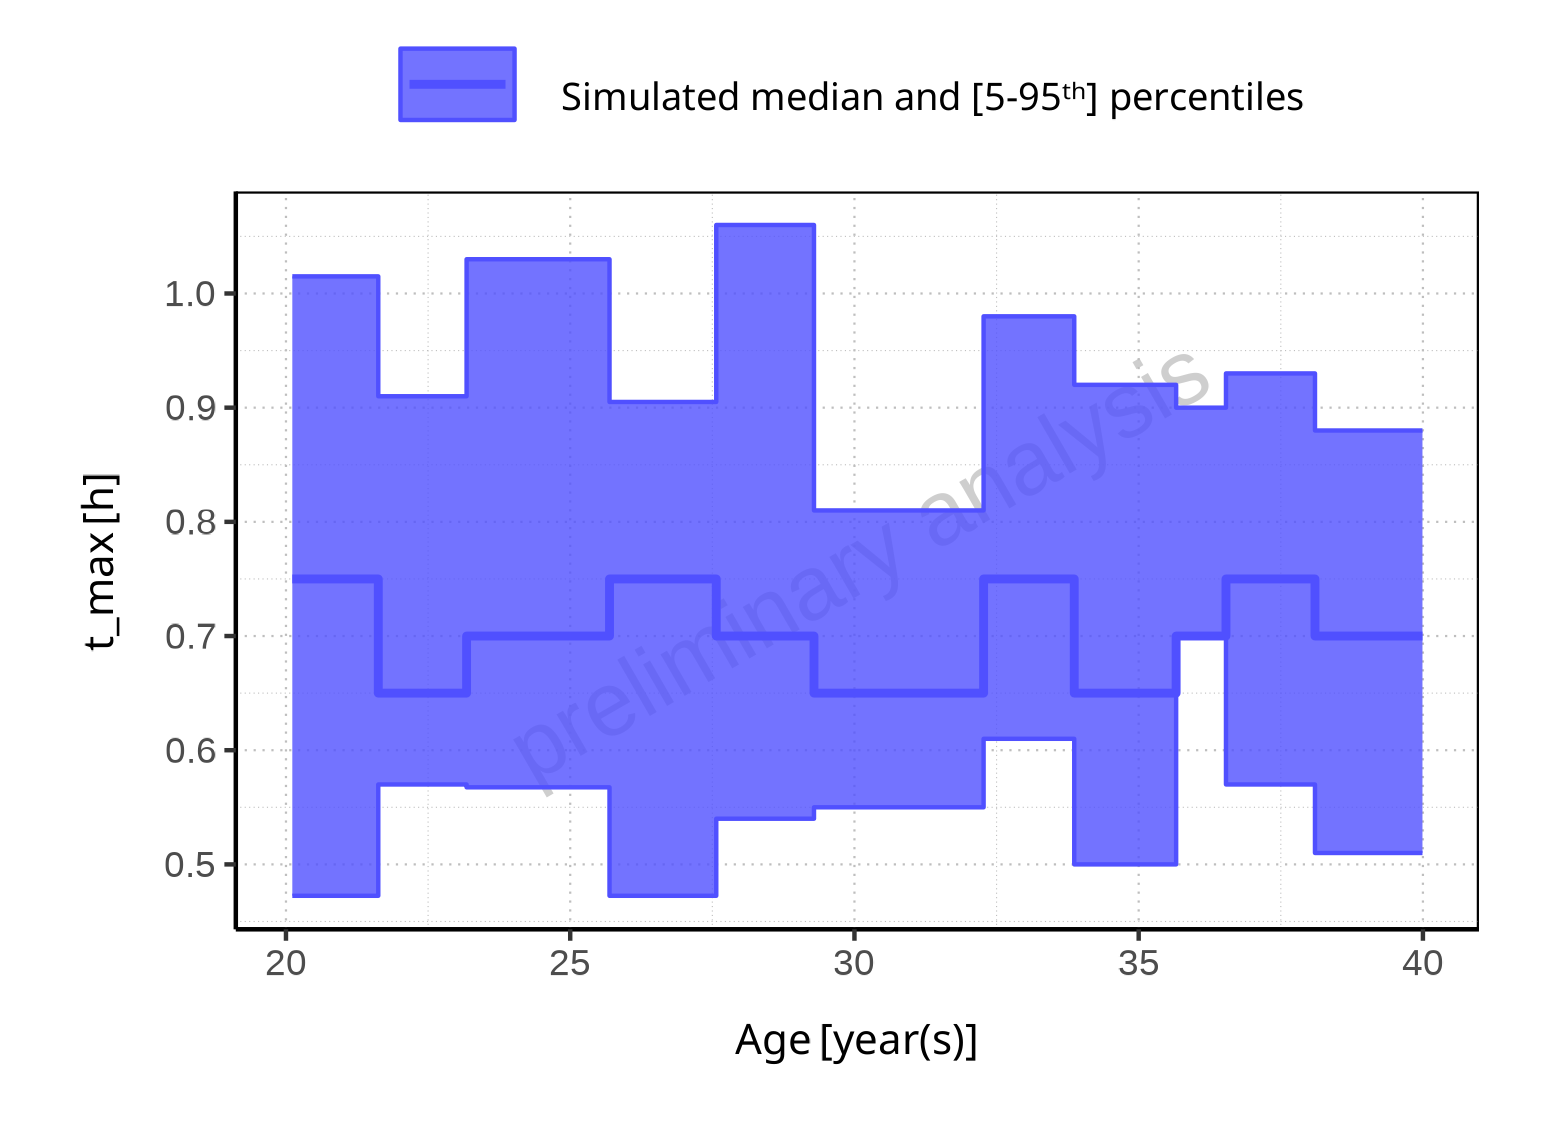 Simulated median and [5-95th] percentiles
1.0
0.9
0.8
0.7
0.6
0.5
t_max [h]
preliminary analysis
20 25 30 35 40
Age [year(s)]